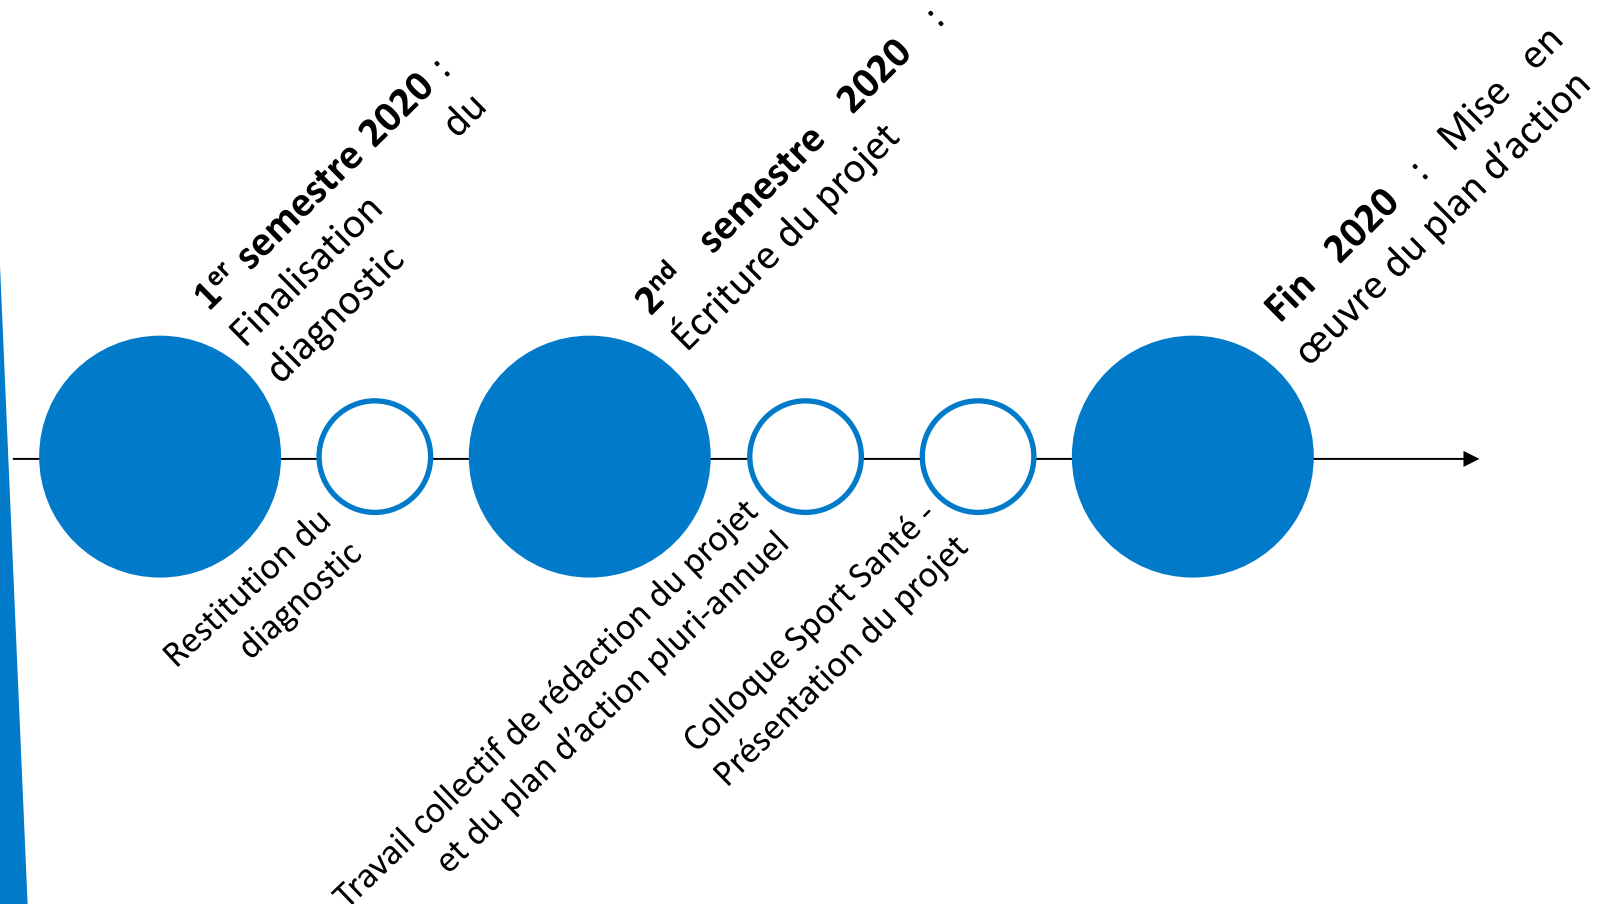 1er semestre 2020 :
Finalisation du
diagnostic
2nd semestre 2020 :
Écriture du projet
Fin 2020 : Mise en
œuvre du plan d’action
Restitution du
diagnostic
Travail collectif de rédaction du projet
et du plan d’action pluri-annuel
Colloque Sport Santé -
Présentation du projet